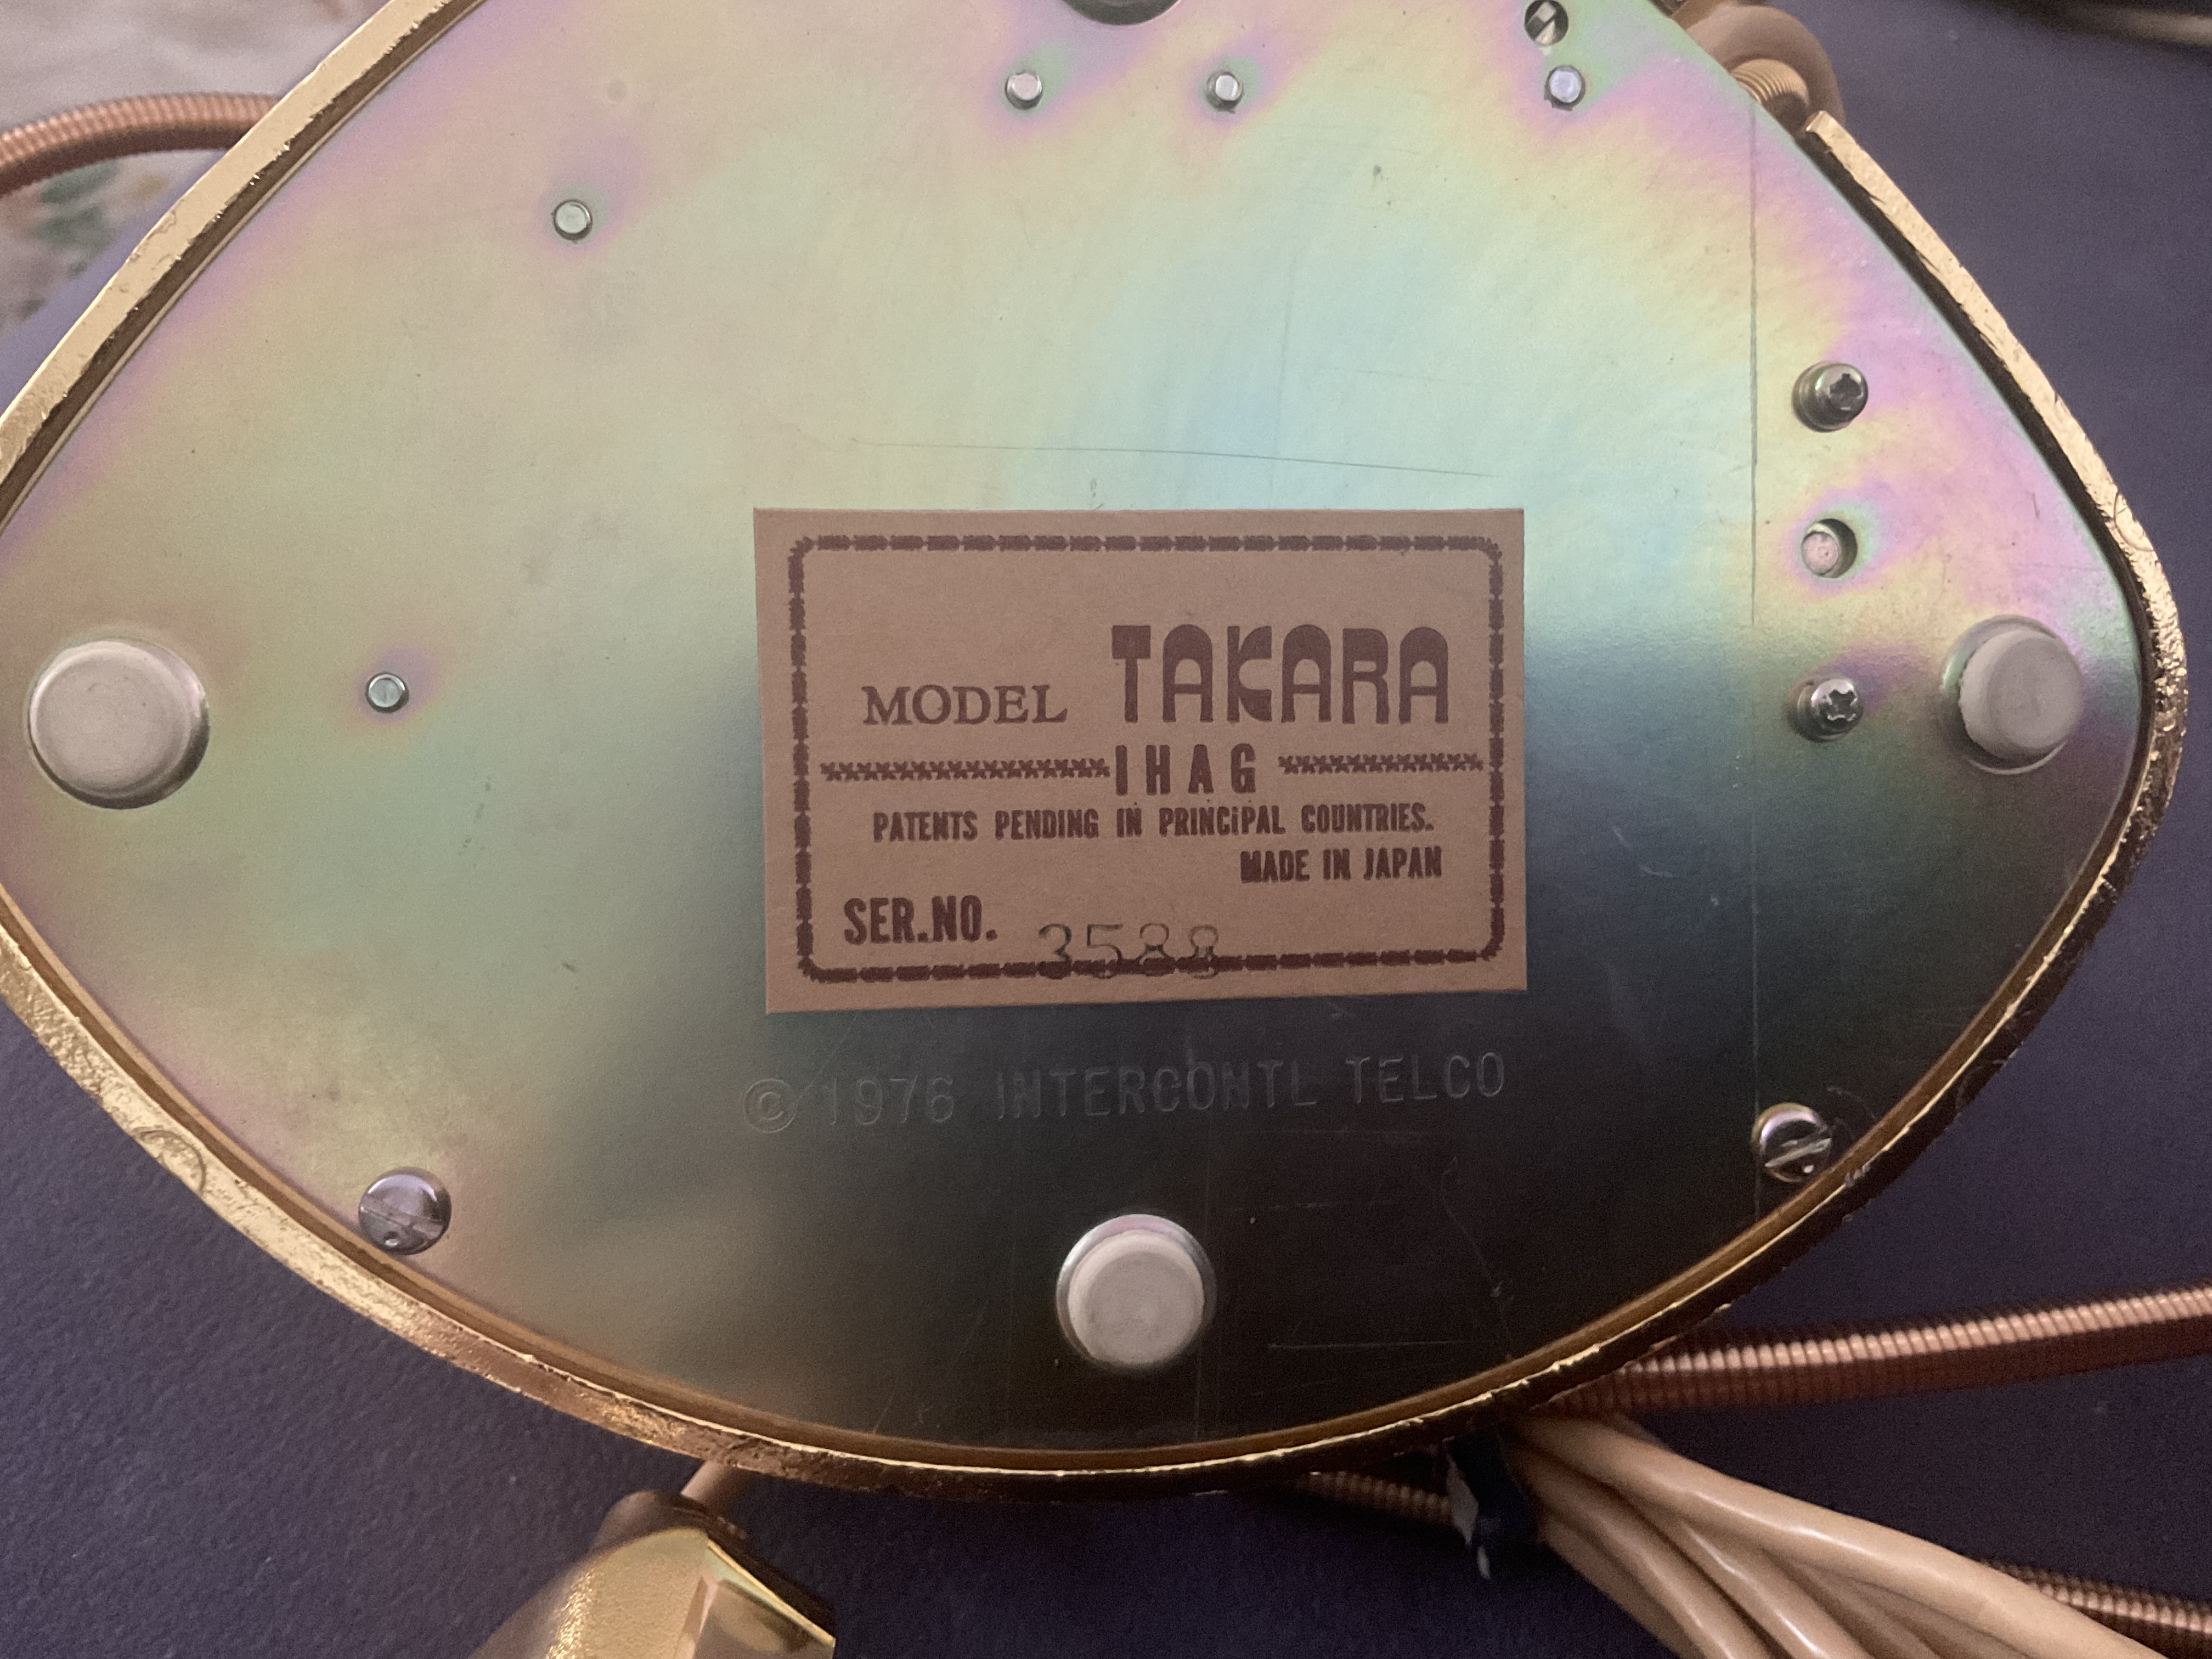 MODEL TAKARA
IHAG
PATENTS PENDING IN PRINCIPAL COUNTRIES.
MADE IN JAPAN
SER.NO. 3588
© 1976 INTERCONTL TELCO